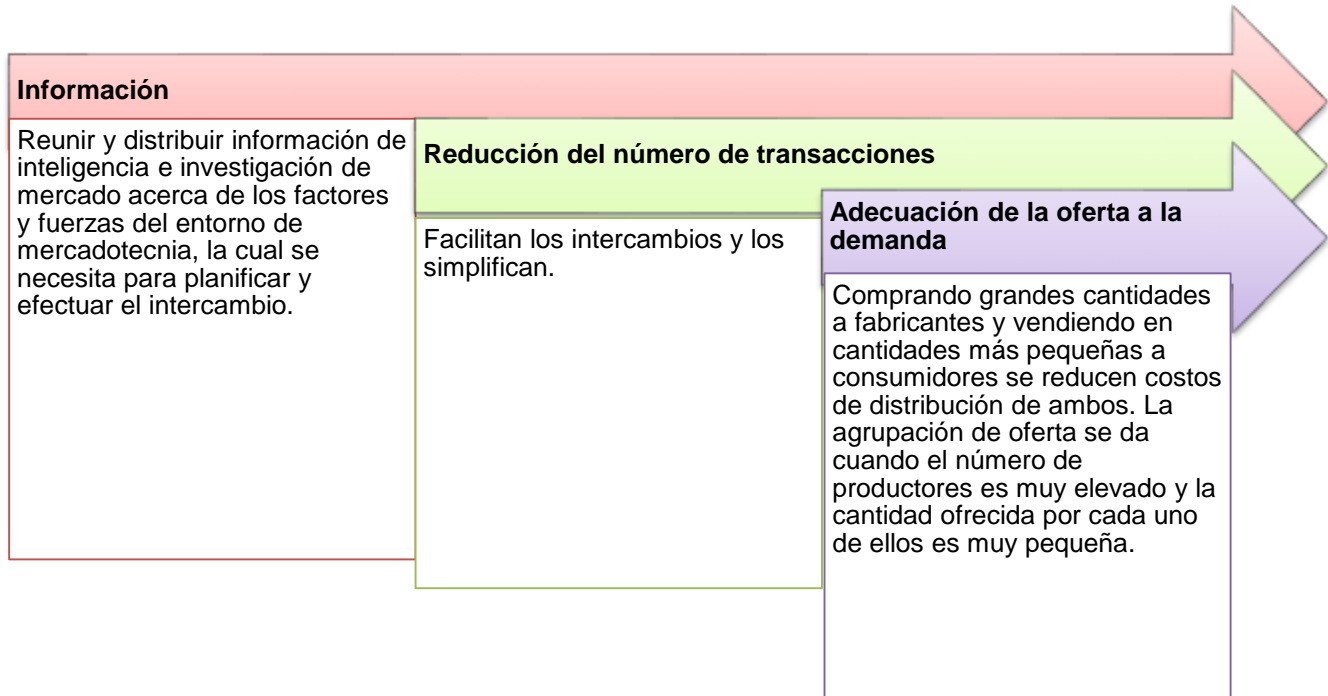 Información
Reunir y distribuir información de
inteligencia e investigación de
mercado acerca de los factores
y fuerzas del entorno de
mercadotecnia, la cual se
necesita para planificar y
efectuar el intercambio.
Reducción del número de transacciones
Facilitan los intercambios y los
simplifican.
Adecuación de la oferta a la
demanda
Comprando grandes cantidades
a fabricantes y vendiendo en
cantidades más pequeñas a
consumidores se reducen costos
de distribución de ambos. La
agrupación de oferta se da
cuando el número de
productores es muy elevado y la
cantidad ofrecida por cada uno
de ellos es muy pequeña.